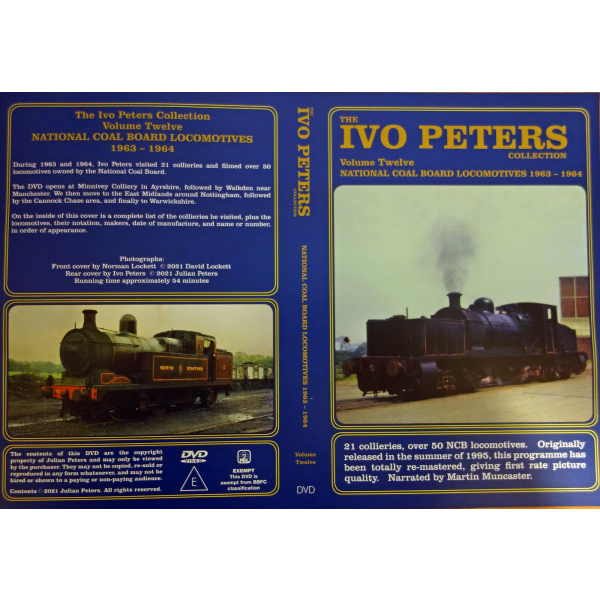 The Ivo Peters Collection
Volume Twelve
NATIONAL COAL BOARD LOCOMOTIVES
1963 – 1964
During 1963 and 1964, Ivo Peters visited 21 collieries and filmed over 50
locomotives owned by the National Coal Board.
The DVD opens at Minnivey Colliery in Ayrshire, followed by Walkden near
Manchester. We then move to the East Midlands around Nottingham, followed by
the Cannock Chase area, and finally to Warwickshire.
On the inside of this cover is a complete list of the collieries he visited, plus the
locomotives, their notation, makers, date of manufacture, and name or number,
in order of appearance.
Photographs:
Front cover by Norman Lockett © 2021 David Lockett
Rear cover by Ivo Peters © 2021 Julian Peters
Running time approximately 54 minutes
NORTH STAFFORD
The contents of this DVD are the copyright
property of Julian Peters and may only be viewed
by the purchaser. They may not be copied, re-sold or
reproduced in any form whatsoever, and may not be
hired or shown to a paying or non-paying audience.
Contents © 2021 Julian Peters. All rights reserved.
DVD
VIDEO
E
2
PAL
EXEMPT
This DVD is
exempt from BBFC
classification
THE
IVO PETERS
COLLECTION
NATIONAL COAL BOARD LOCOMOTIVES 1963 – 1964
Volume
Twelve
DVD
THE
IVO PETERS
COLLECTION
Volume Twelve
NATIONAL COAL BOARD LOCOMOTIVES 1963 – 1964
21 collieries, over 50 NCB locomotives. Originally
released in the summer of 1995, this programme has
been totally re-mastered, giving first rate picture
quality. Narrated by Martin Muncaster.